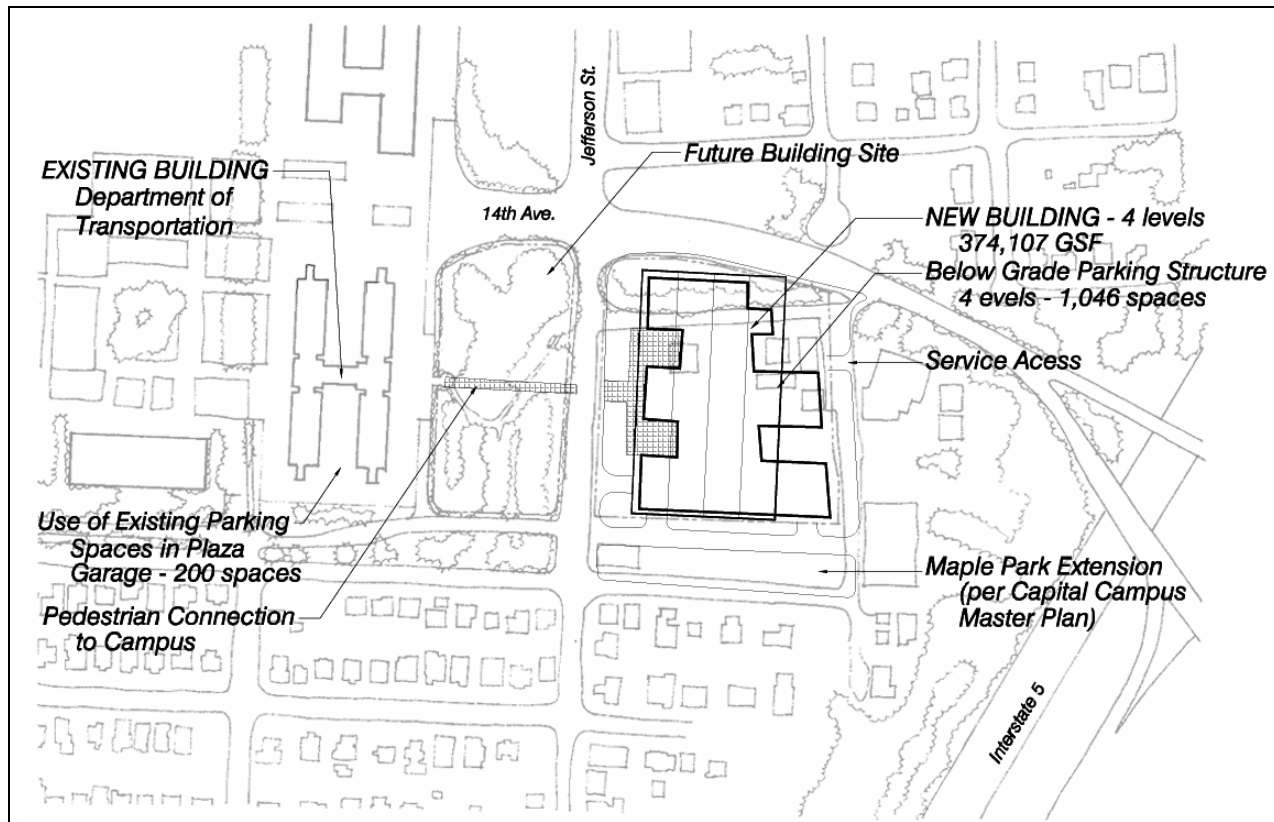 Jefferson St.
EXISTING BUILDING
Department of
Transportation
Future Building Site
14th Ave.
NEW BUILDING - 4 levels
374,107 GSF
Below Grade Parking Structure
4 evels - 1,046 spaces
Service Acess
Use of Existing Parking
Spaces in Plaza
Garage - 200 spaces
Pedestrian Connection
to Campus
Maple Park Extension
(per Capital Campus
Master Plan)
Interstate 5